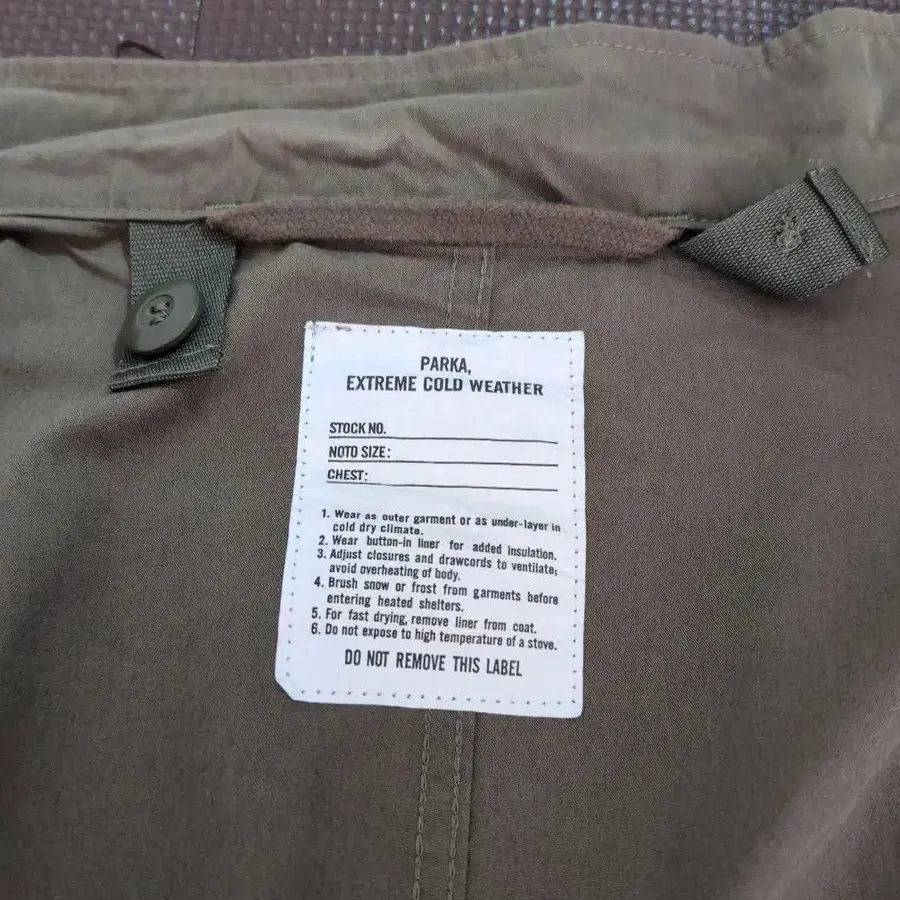 PARKA,
EXTREME COLD WEATHER
STOCK NO.
NOTO SIZE:
CHEST:
1. Wear as outer garment or as under-layer in
cold dry climate.
2. Wear button-in liner for added insulation.
3. Adjust closures and drawcords to ventilate;
avoid overheating of body.
4. Brush snow or frost from garments before
entering heated shelters.
5. For fast drying, remove liner from coat.
6. Do not expose to high temperature of a stove.
DO NOT REMOVE THIS LABEL